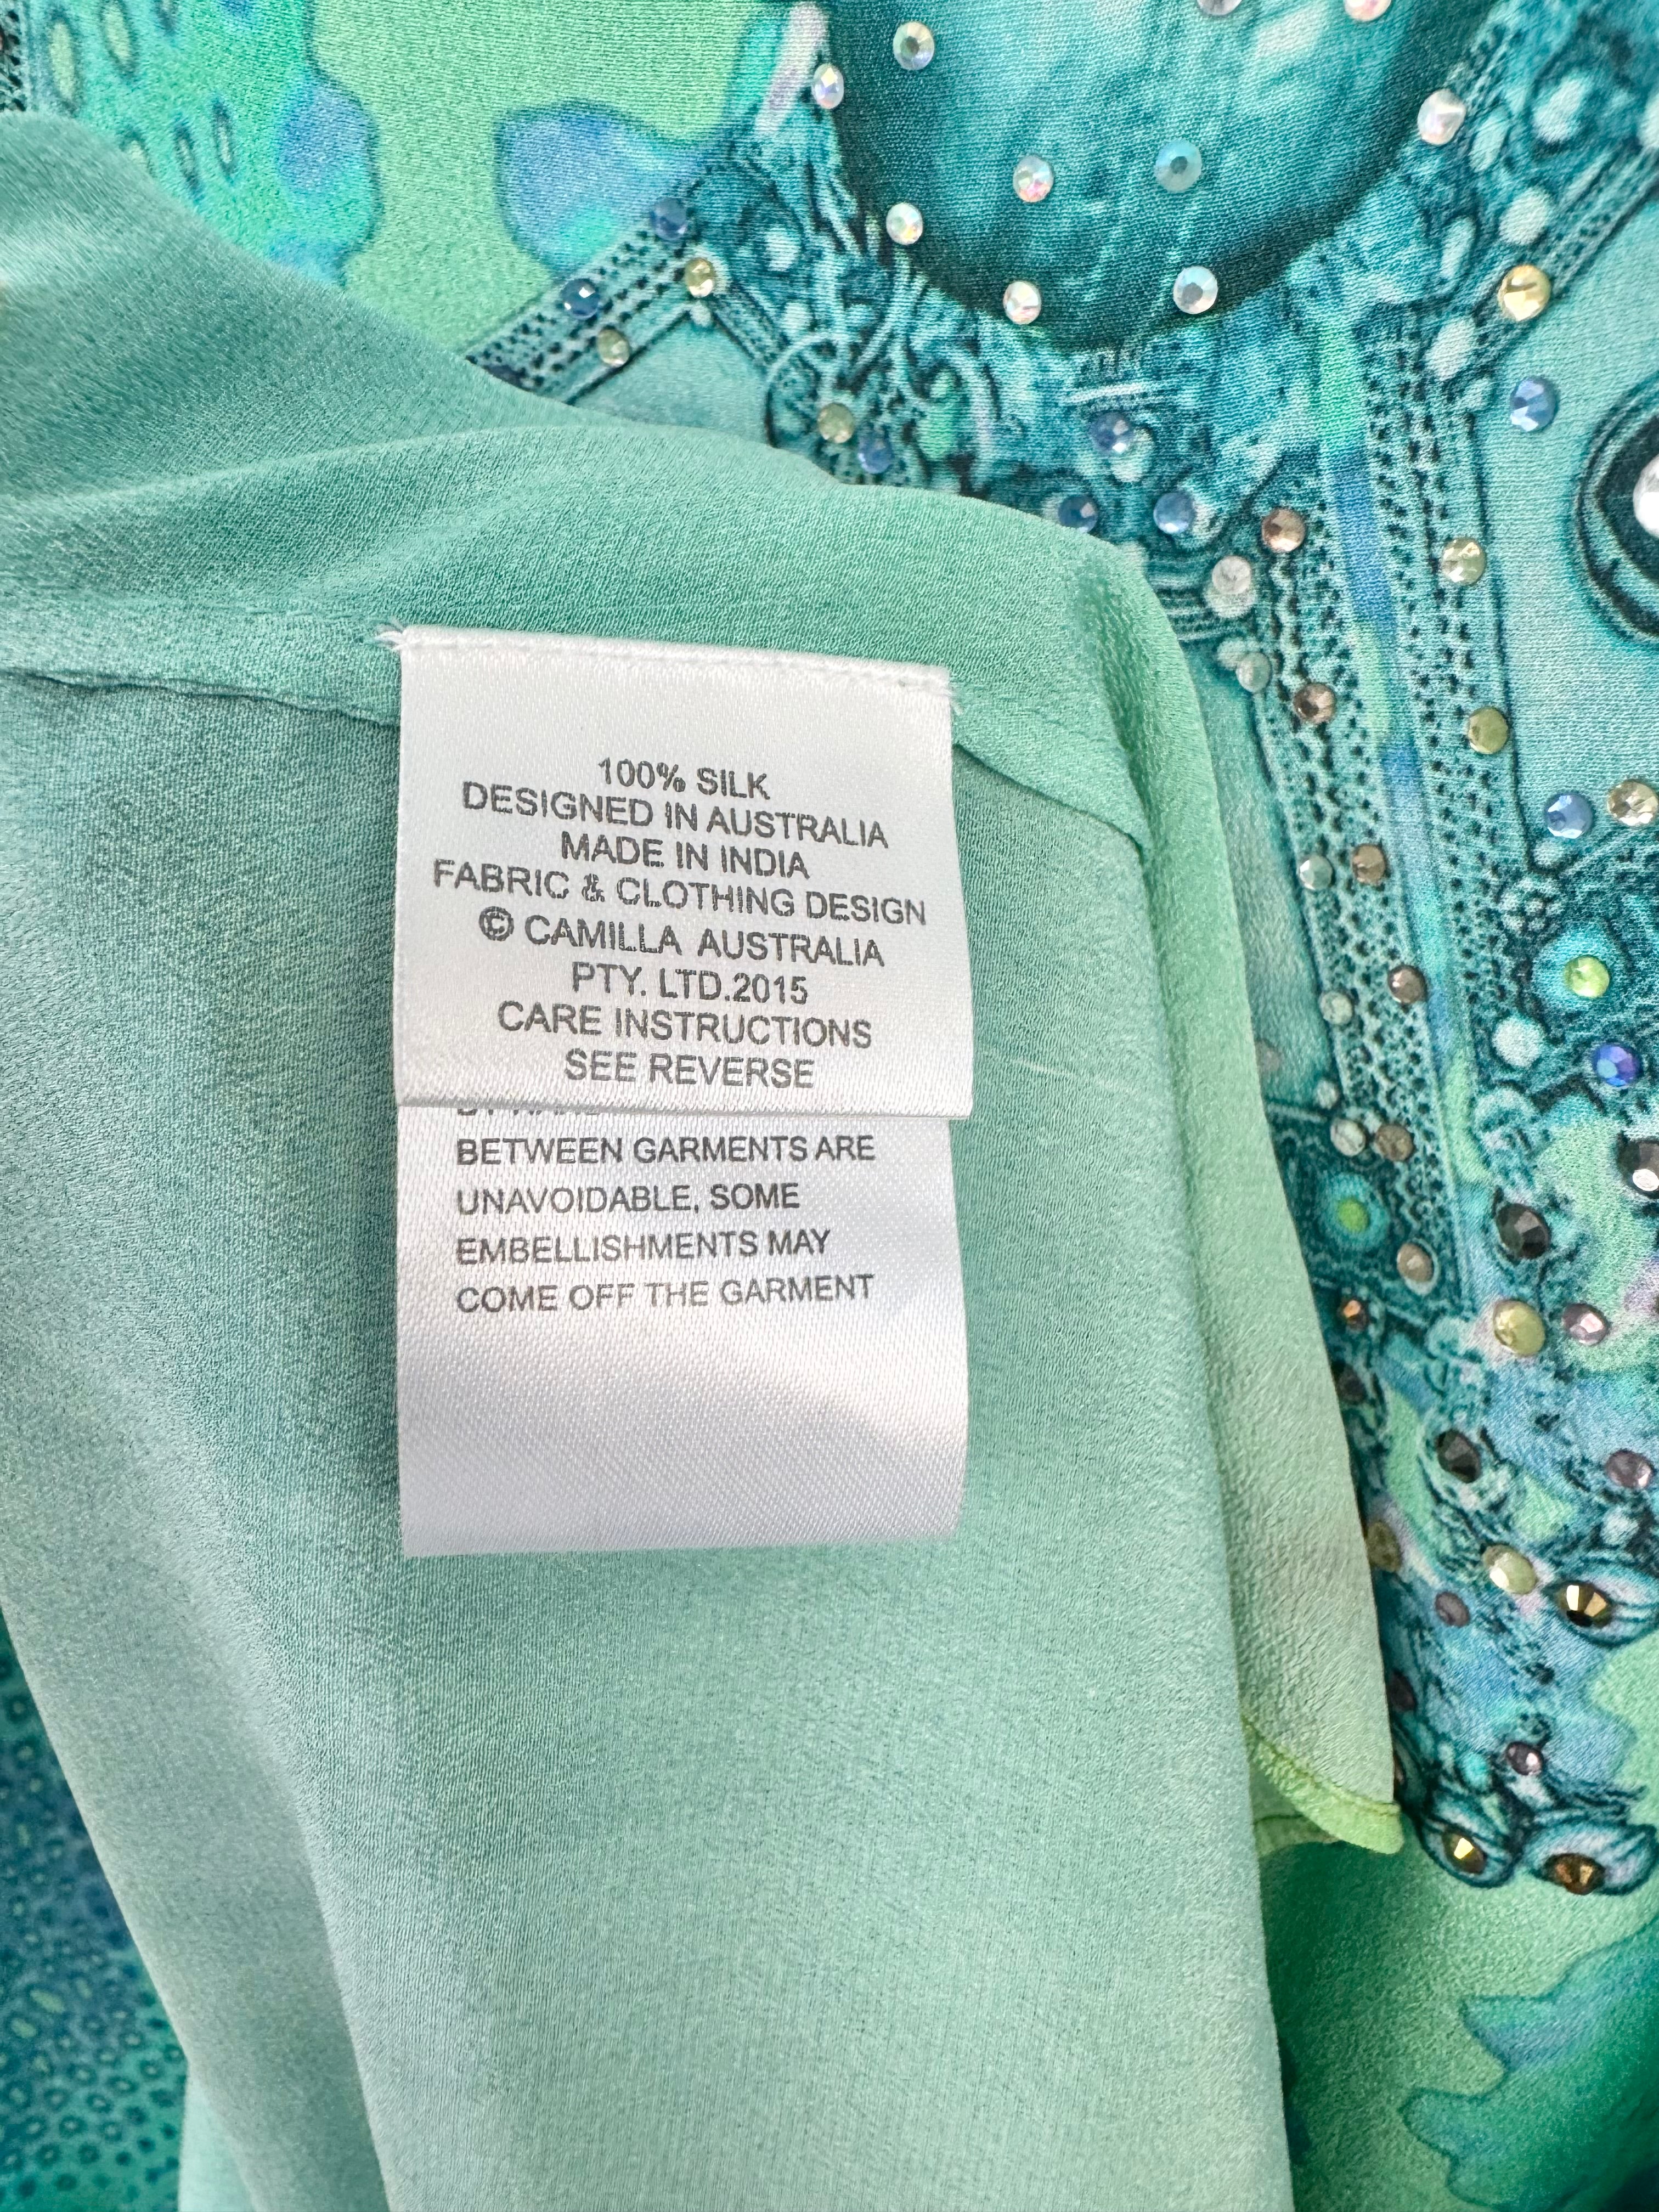 100% SILK
DESIGNED IN AUSTRALIA
MADE IN INDIA
FABRIC & CLOTHING DESIGN
© CAMILLA AUSTRALIA
PTY. LTD.2015
CARE INSTRUCTIONS
SEE REVERSE
BETWEEN GARMENTS ARE
UNAVOIDABLE, SOME
EMBELLISHMENTS MAY
COME OFF THE GARMENT